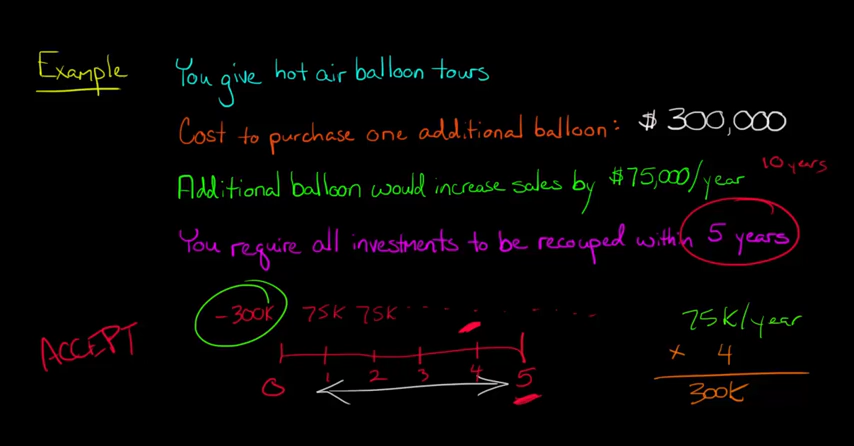 Example
You give hot air balloon tours
Cost to purchase one additional balloon: $300,000
Additional balloon would increase sales by $75,000/year 10 years
You require all investments to be recouped within 5 years
-300K 75K 75K . . . . . . . . .
ACCEPT
0 1 2 3 4 5
75K/year
x 4
300K